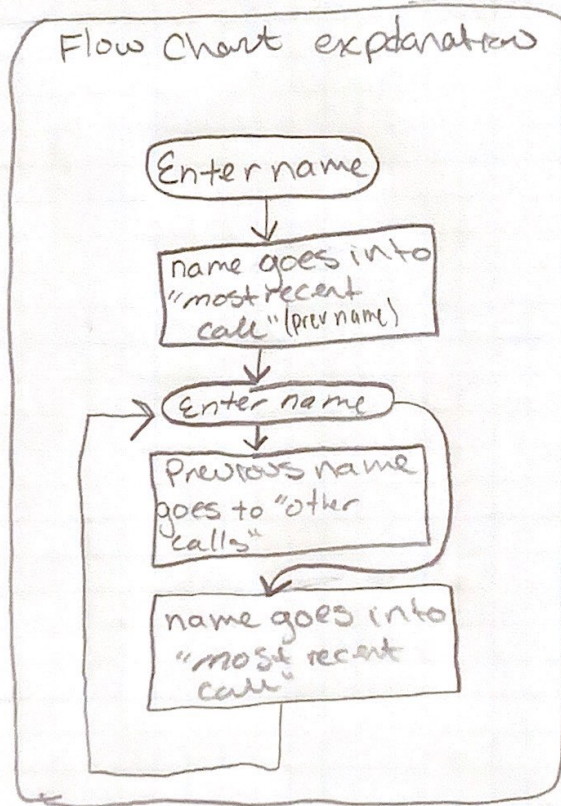 Flow Chart expdanation
Enter name
name goes into
"most recent
call" (prev name)
Enter name
Previous name
goes to "other
calls"
name goes into
"most recent
call"